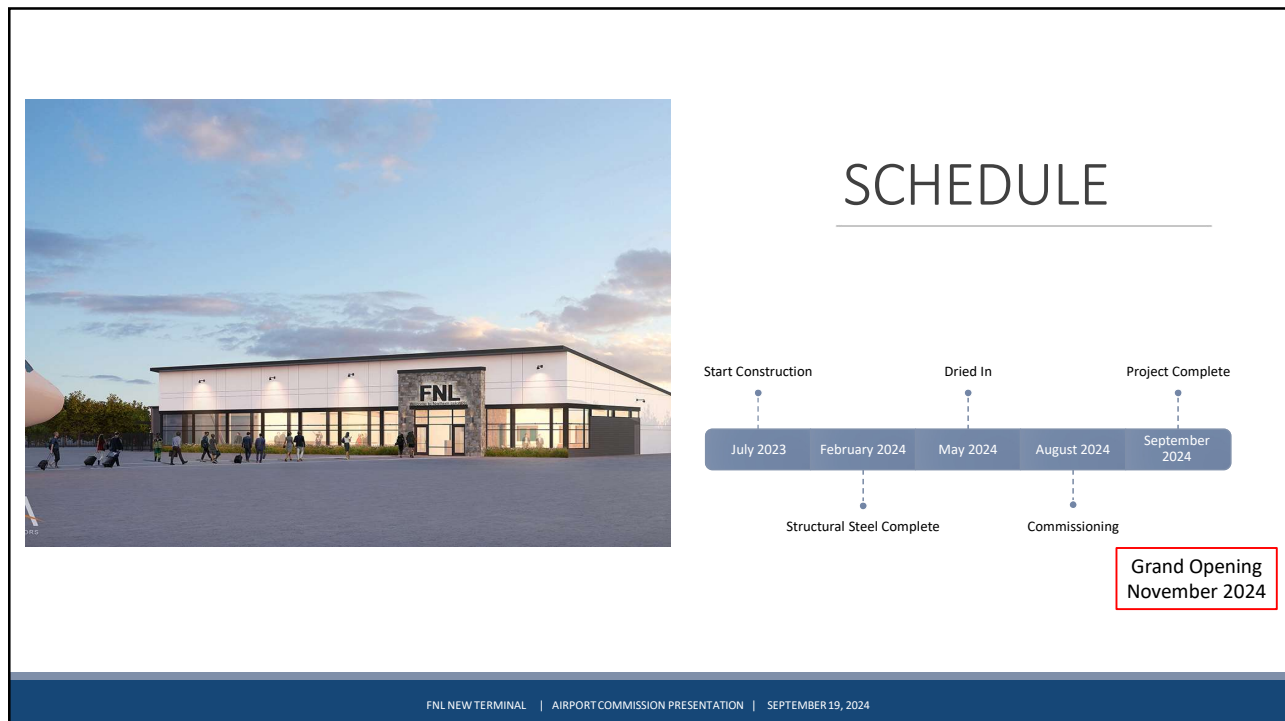 SCHEDULE
FNL
Start Construction
Dried In
Project Complete
July 2023
February 2024
May 2024
August 2024
September
2024
Structural Steel Complete
Commissioning
Grand Opening
November 2024
FNL NEW TERMINAL | AIRPORT COMMISSION PRESENTATION | SEPTEMBER 19, 2024